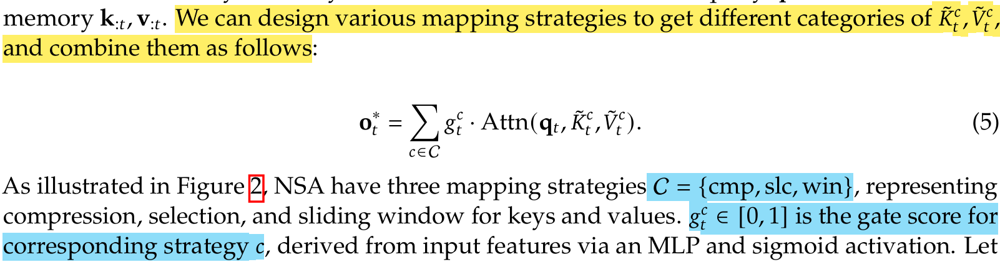 memory k:t, v:t. We can design various mapping strategies to get different categories of K̃ᶜₜ, Ṽᶜₜ,
and combine them as follows:
o*ₜ = ∑_{c∈C} gᶜₜ · Attn(qₜ, K̃ᶜₜ, Ṽᶜₜ). (5)
As illustrated in Figure 2, NSA have three mapping strategies C = {cmp, slc, win}, representing
compression, selection, and sliding window for keys and values. gᶜₜ ∈ [0, 1] is the gate score for
corresponding strategy c, derived from input features via an MLP and sigmoid activation. Let